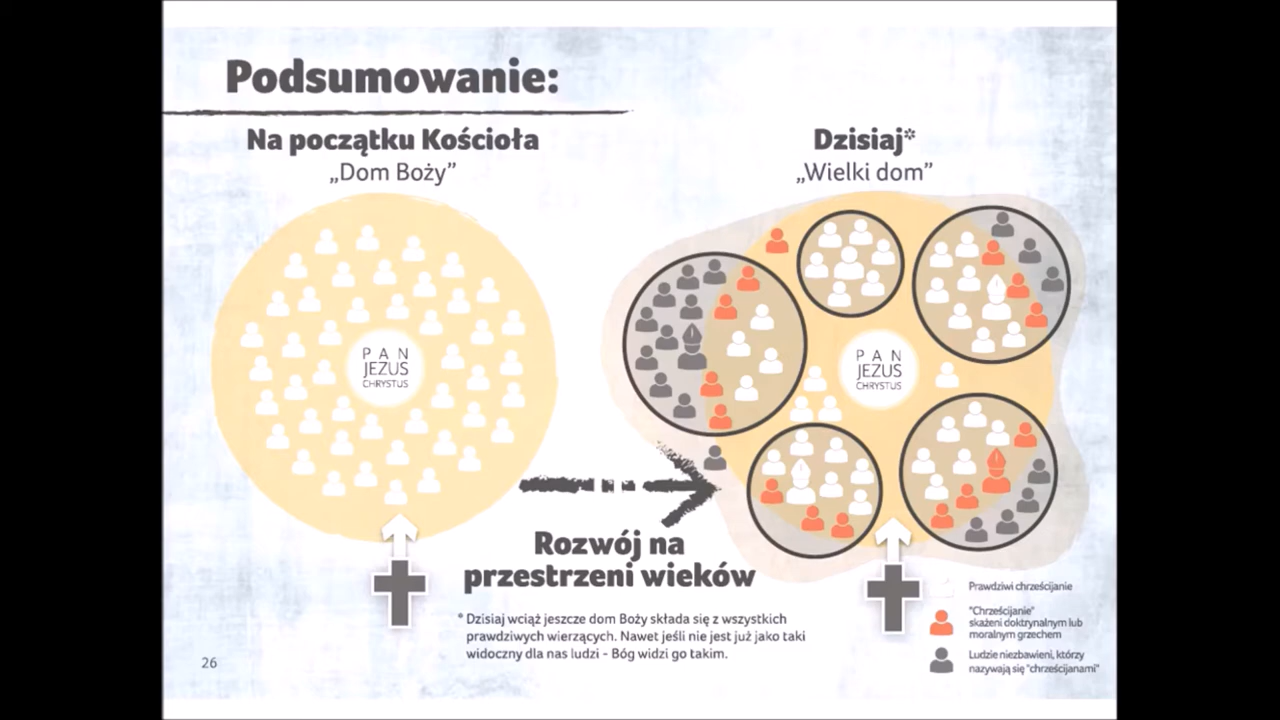 Podsumowanie:
Na początku Kościoła
„Dom Boży”
Dzisiaj*
„Wielki dom”
PAN
JEZUS
CHRYSTUS
PAN
JEZUS
CHRYSTUS
Rozwój na
przestrzeni wieków
* Dzisiaj wciąż jeszcze dom Boży składa się z wszystkich
prawdziwych wierzących. Nawet jeśli nie jest już jako taki
widoczny dla nas ludzi - Bóg widzi go takim.
Prawdziwi chrześcijanie
"Chrześcijanie"
skażeni doktrynalnym lub
moralnym grzechem
Ludzie niezbawieni, którzy
nazywają się "chrześcijanami"
26